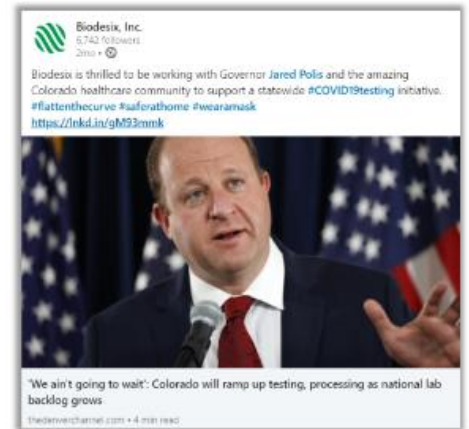 Biodesix, Inc.
6,742 followers
2mo •
Biodesix is thrilled to be working with Governor Jared Polis and the amazing
Colorado healthcare community to support a statewide #COVID19testing initiative.
#flattenthecurve #saferathome #wearamask
https://lnkd.in/gM93mmk
'We ain't going to wait': Colorado will ramp up testing, processing as national lab
backlog grows
thedenverchannel.com • 4 min read